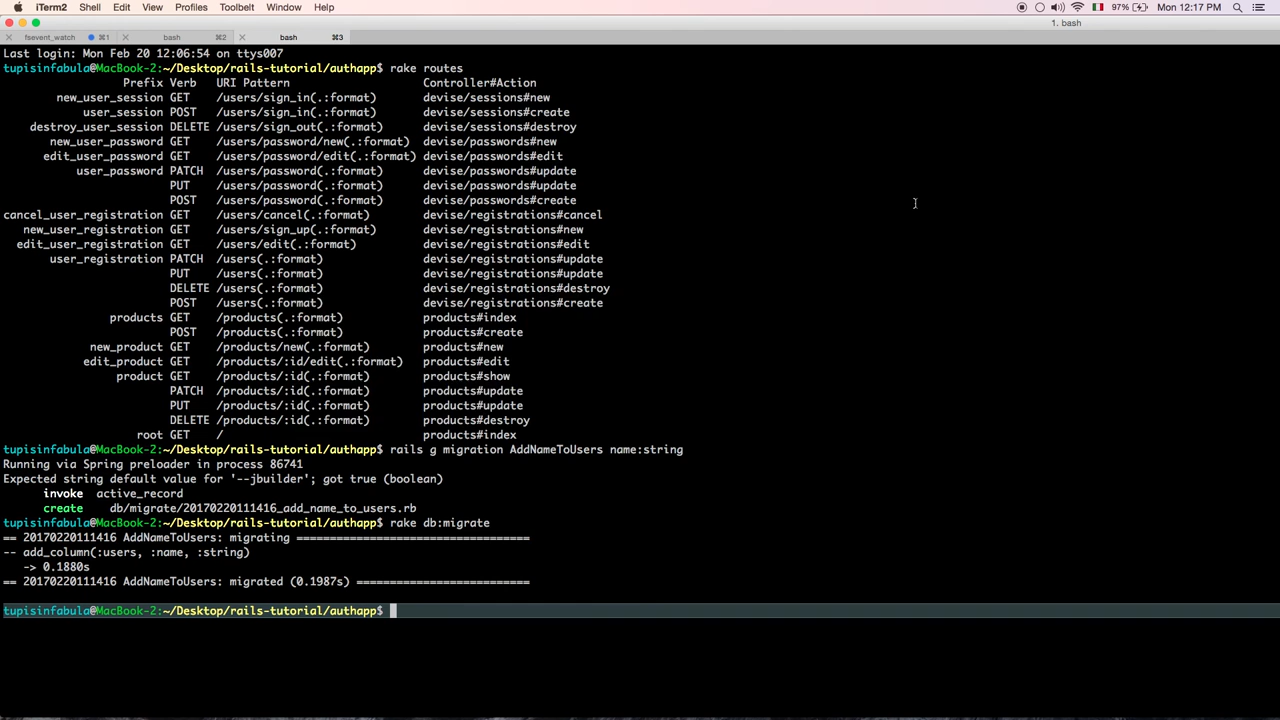 iTerm2 Shell Edit View Profiles Toolbelt Window Help 97% Mon 12:17 PM
1. bash
fsevent_watch ⌘1 bash ⌘2 bash ⌘3
Last login: Mon Feb 20 12:06:54 on ttys007
tupisinfabula@MacBook-2:~/Desktop/rails-tutorial/authapp$ rake routes
Prefix Verb URI Pattern Controller#Action
new_user_session GET /users/sign_in(.:format) devise/sessions#new
user_session POST /users/sign_in(.:format) devise/sessions#create
destroy_user_session DELETE /users/sign_out(.:format) devise/sessions#destroy
new_user_password GET /users/password/new(.:format) devise/passwords#new
edit_user_password GET /users/password/edit(.:format) devise/passwords#edit
user_password PATCH /users/password(.:format) devise/passwords#update
PUT /users/password(.:format) devise/passwords#update
POST /users/password(.:format) devise/passwords#create
cancel_user_registration GET /users/cancel(.:format) devise/registrations#cancel
new_user_registration GET /users/sign_up(.:format) devise/registrations#new
edit_user_registration GET /users/edit(.:format) devise/registrations#edit
user_registration PATCH /users(.:format) devise/registrations#update
PUT /users(.:format) devise/registrations#update
DELETE /users(.:format) devise/registrations#destroy
POST /users(.:format) devise/registrations#create
products GET /products(.:format) products#index
POST /products(.:format) products#create
new_product GET /products/new(.:format) products#new
edit_product GET /products/:id/edit(.:format) products#edit
product GET /products/:id(.:format) products#show
PATCH /products/:id(.:format) products#update
PUT /products/:id(.:format) products#update
DELETE /products/:id(.:format) products#destroy
root GET / products#index
tupisinfabula@MacBook-2:~/Desktop/rails-tutorial/authapp$ rails g migration AddNameToUsers name:string
Running via Spring preloader in process 86741
Expected string default value for '--jbuilder'; got true (boolean)
invoke active_record
create db/migrate/20170220111416_add_name_to_users.rb
tupisinfabula@MacBook-2:~/Desktop/rails-tutorial/authapp$ rake db:migrate
== 20170220111416 AddNameToUsers: migrating ===================================
-- add_column(:users, :name, :string)
-> 0.1880s
== 20170220111416 AddNameToUsers: migrated (0.1987s) ==========================
tupisinfabula@MacBook-2:~/Desktop/rails-tutorial/authapp$